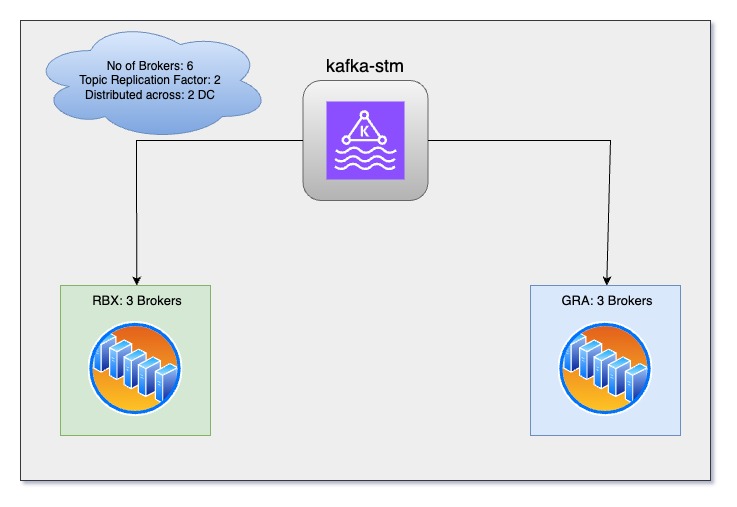 No of Brokers: 6
Topic Replication Factor: 2
Distributed across: 2 DC
kafka-stm
K
RBX: 3 Brokers
GRA: 3 Brokers